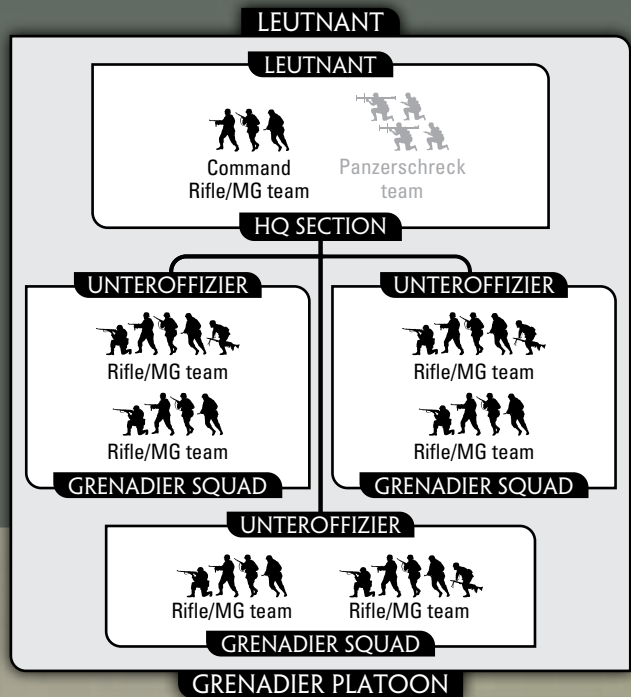 LEUTNANT
LEUTNANT
Command
Rifle/MG team
Panzerschreck
team
HQ SECTION
UNTEROFFIZIER
Rifle/MG team
Rifle/MG team
GRENADIER SQUAD
UNTEROFFIZIER
Rifle/MG team
Rifle/MG team
GRENADIER SQUAD
UNTEROFFIZIER
Rifle/MG team
Rifle/MG team
GRENADIER SQUAD
GRENADIER PLATOON